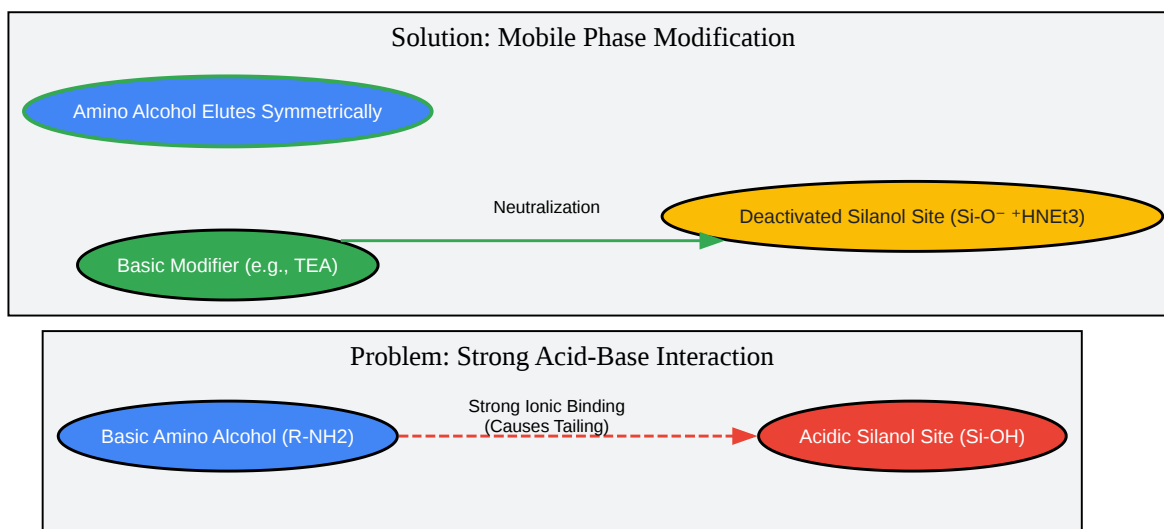 Solution: Mobile Phase Modification
Amino Alcohol Elutes Symmetrically
Neutralization
Deactivated Silanol Site (Si-O⁻ ⁺HNEt3)
Basic Modifier (e.g., TEA)
Problem: Strong Acid-Base Interaction
Strong Ionic Binding
(Causes Tailing)
Basic Amino Alcohol (R-NH2)
Acidic Silanol Site (Si-OH)